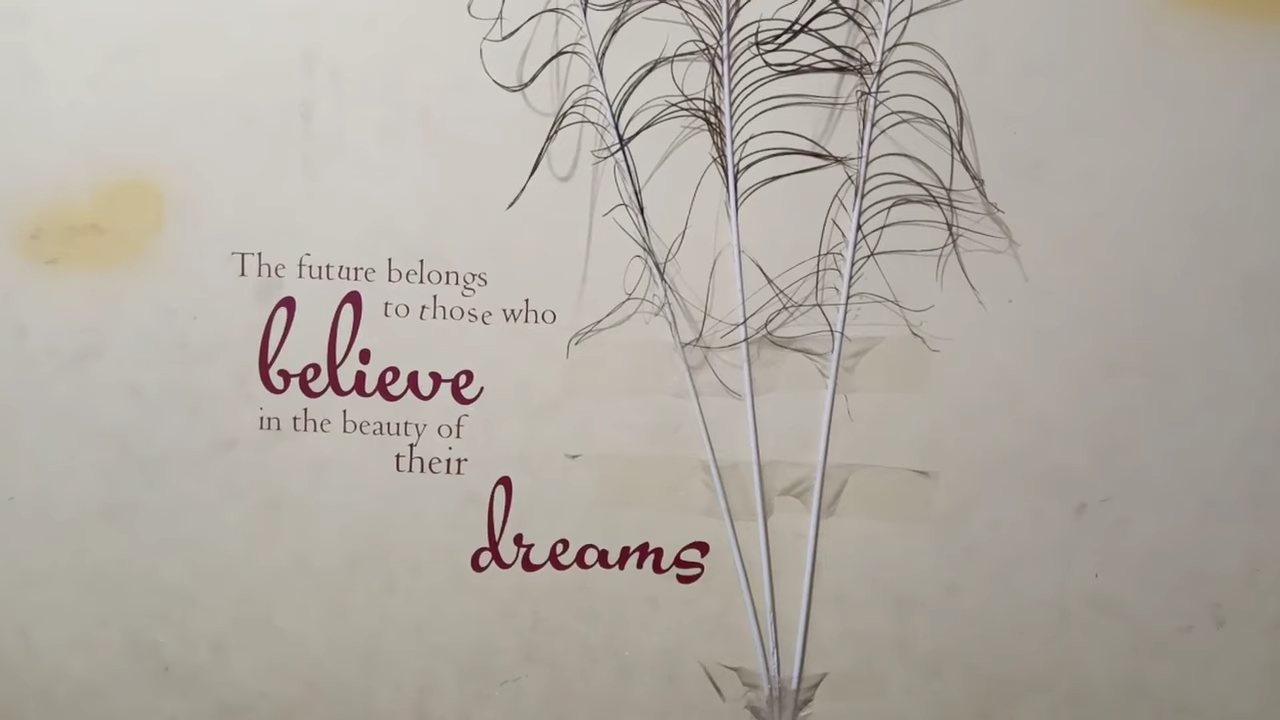 The future belongs
to those who
believe
in the beauty of
their
dreams